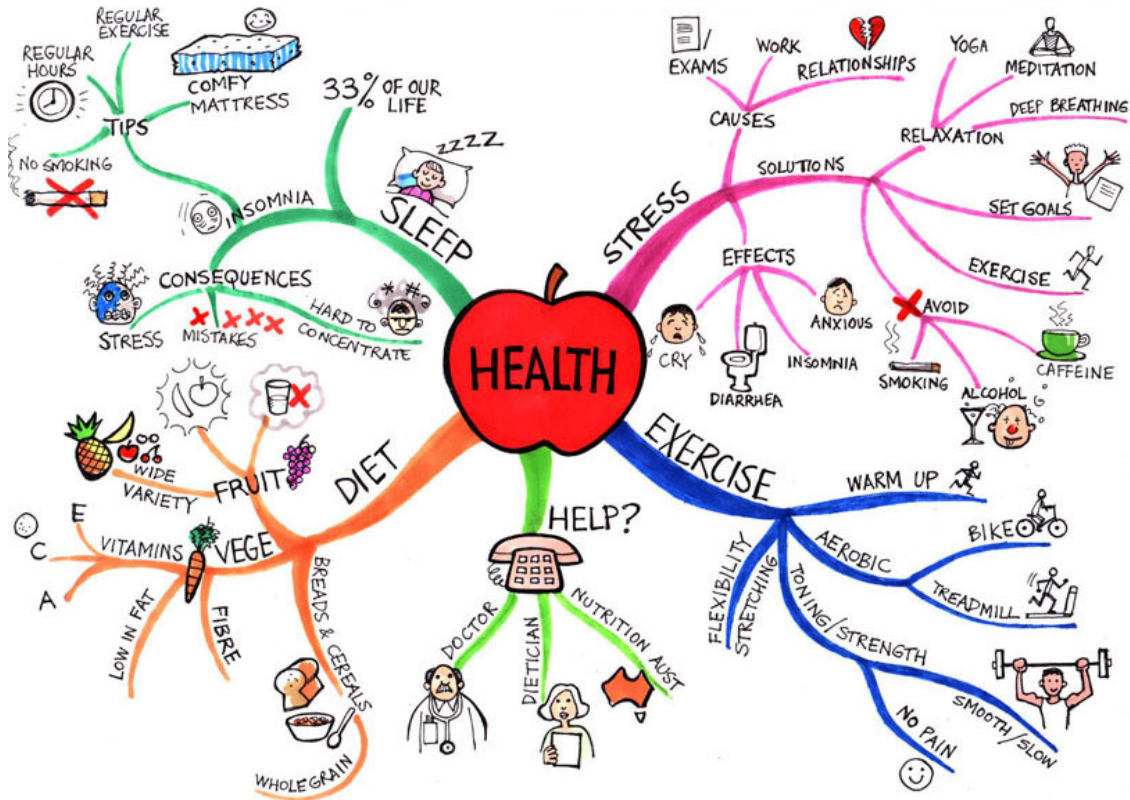 HEALTH
SLEEP
33% OF OUR
LIFE
ZZZZ
INSOMNIA
TIPS
REGULAR
EXERCISE
REGULAR
HOURS
COMFY
MATTRESS
NO SMOKING
CONSEQUENCES
STRESS
MISTAKES
HARD TO
CONCENTRATE
*#
STRESS
CAUSES
EXAMS
WORK
RELATIONSHIPS
SOLUTIONS
RELAXATION
YOGA
MEDITATION
DEEP BREATHING
SET GOALS
EXERCISE
AVOID
SMOKING
ALCOHOL
CAFFEINE
EFFECTS
CRY
DIARRHEA
INSOMNIA
ANXIOUS
DIET
FRUIT
WIDE
VARIETY
VEGE
VITAMINS
E
C
A
LOW IN FAT
FIBRE
BREADS & CEREALS
WHOLEGRAIN
HELP?
DOCTOR
DIETICIAN
NUTRITION AUST
EXERCISE
WARM UP
AEROBIC
BIKE
TREADMILL
TONING/STRENGTH
SMOOTH/SLOW
NO PAIN
FLEXIBILITY
STRETCHING